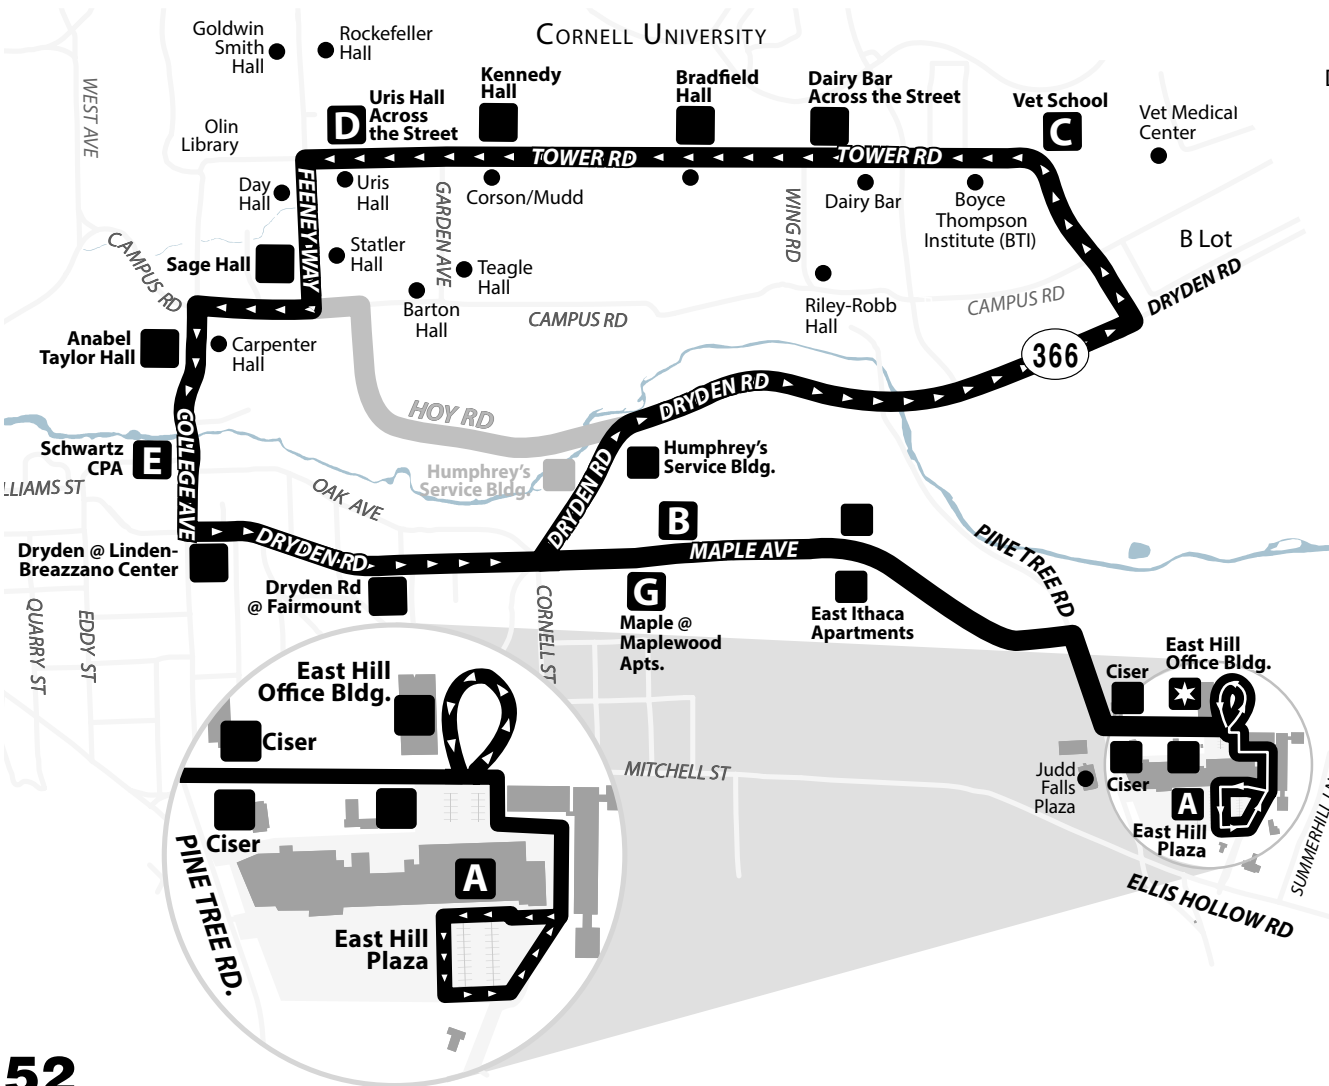 CORNELL UNIVERSITY
Goldwin
Smith
Hall
Rockefeller
Hall
WEST AVE
Olin
Library
D
Uris Hall
Across
the Street
Kennedy
Hall
Bradfield
Hall
Dairy Bar
Across the Street
Vet School
C
Vet Medical
Center
TOWER RD
TOWER RD
FEENEY WAY
Day
Hall
Uris
Hall
GARDEN AVE
Corson/Mudd
WING RD
Dairy Bar
Boyce
Thompson
Institute (BTI)
B Lot
DRYDEN RD
CAMPUS RD
Sage Hall
Statler
Hall
Teagle
Hall
Barton
Hall
CAMPUS RD
Riley-Robb
Hall
CAMPUS RD
Anabel
Taylor Hall
Carpenter
Hall
366
HOY RD
DRYDEN RD
COLLEGE AVE
Schwartz
CPA
E
LLIAMS ST
OAK AVE
Humphrey's
Service Bldg.
DRYDEN RD
Humphrey's
Service Bldg.
B
MAPLE AVE
PINE TREE RD
Dryden @ Linden-
Breazzano Center
DRYDEN RD
Dryden Rd
@ Fairmount
QUARRY ST
EDDY ST
CORNELL ST
G
Maple @
Maplewood
Apts.
East Ithaca
Apartments
East Hill
Office Bldg.
Ciser
East Hill
Office Bldg.
Ciser
MITCHELL ST
Judd
Falls
Plaza
Ciser
A
East Hill
Plaza
SUMMERHILL LN
ELLIS HOLLOW RD
Ciser
PINE TREE RD.
A
East Hill
Plaza
52